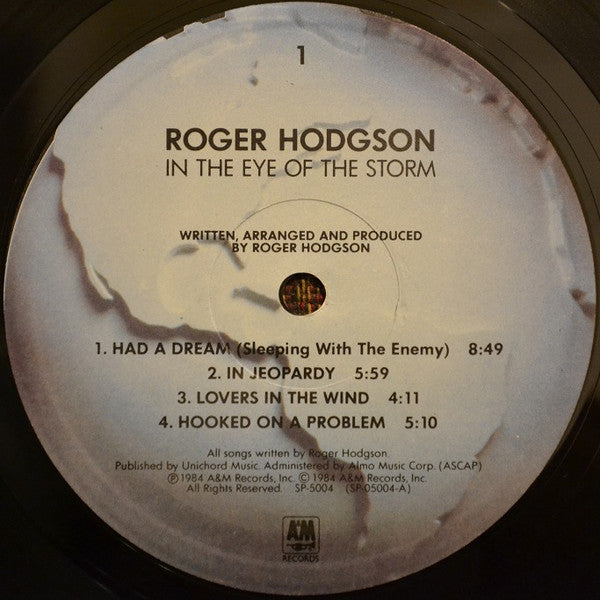 1
ROGER HODGSON
IN THE EYE OF THE STORM
WRITTEN, ARRANGED AND PRODUCED
BY ROGER HODGSON
1. HAD A DREAM (Sleeping With The Enemy) 8:49
2. IN JEOPARDY 5:59
3. LOVERS IN THE WIND 4:11
4. HOOKED ON A PROBLEM 5:10
All songs written by Roger Hodgson.
Published by Unichord Music. Administered by Almo Music Corp. (ASCAP)
Ⓟ1984 A&M Records, Inc. © 1984 A&M Records, Inc.
All Rights Reserved. SP-5004 (SP-05004-A)
A&M
RECORDS